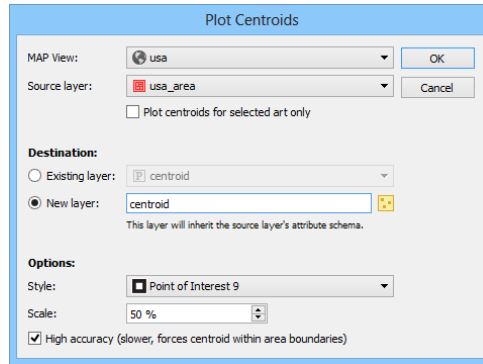 Plot Centroids
MAP View: usa OK
Source layer: usa_area Cancel
Plot centroids for selected art only
Destination:
Existing layer: P centroid
New layer: centroid
This layer will inherit the source layer's attribute schema.
Options:
Style: Point of Interest 9
Scale: 50 %
High accuracy (slower, forces centroid within area boundaries)